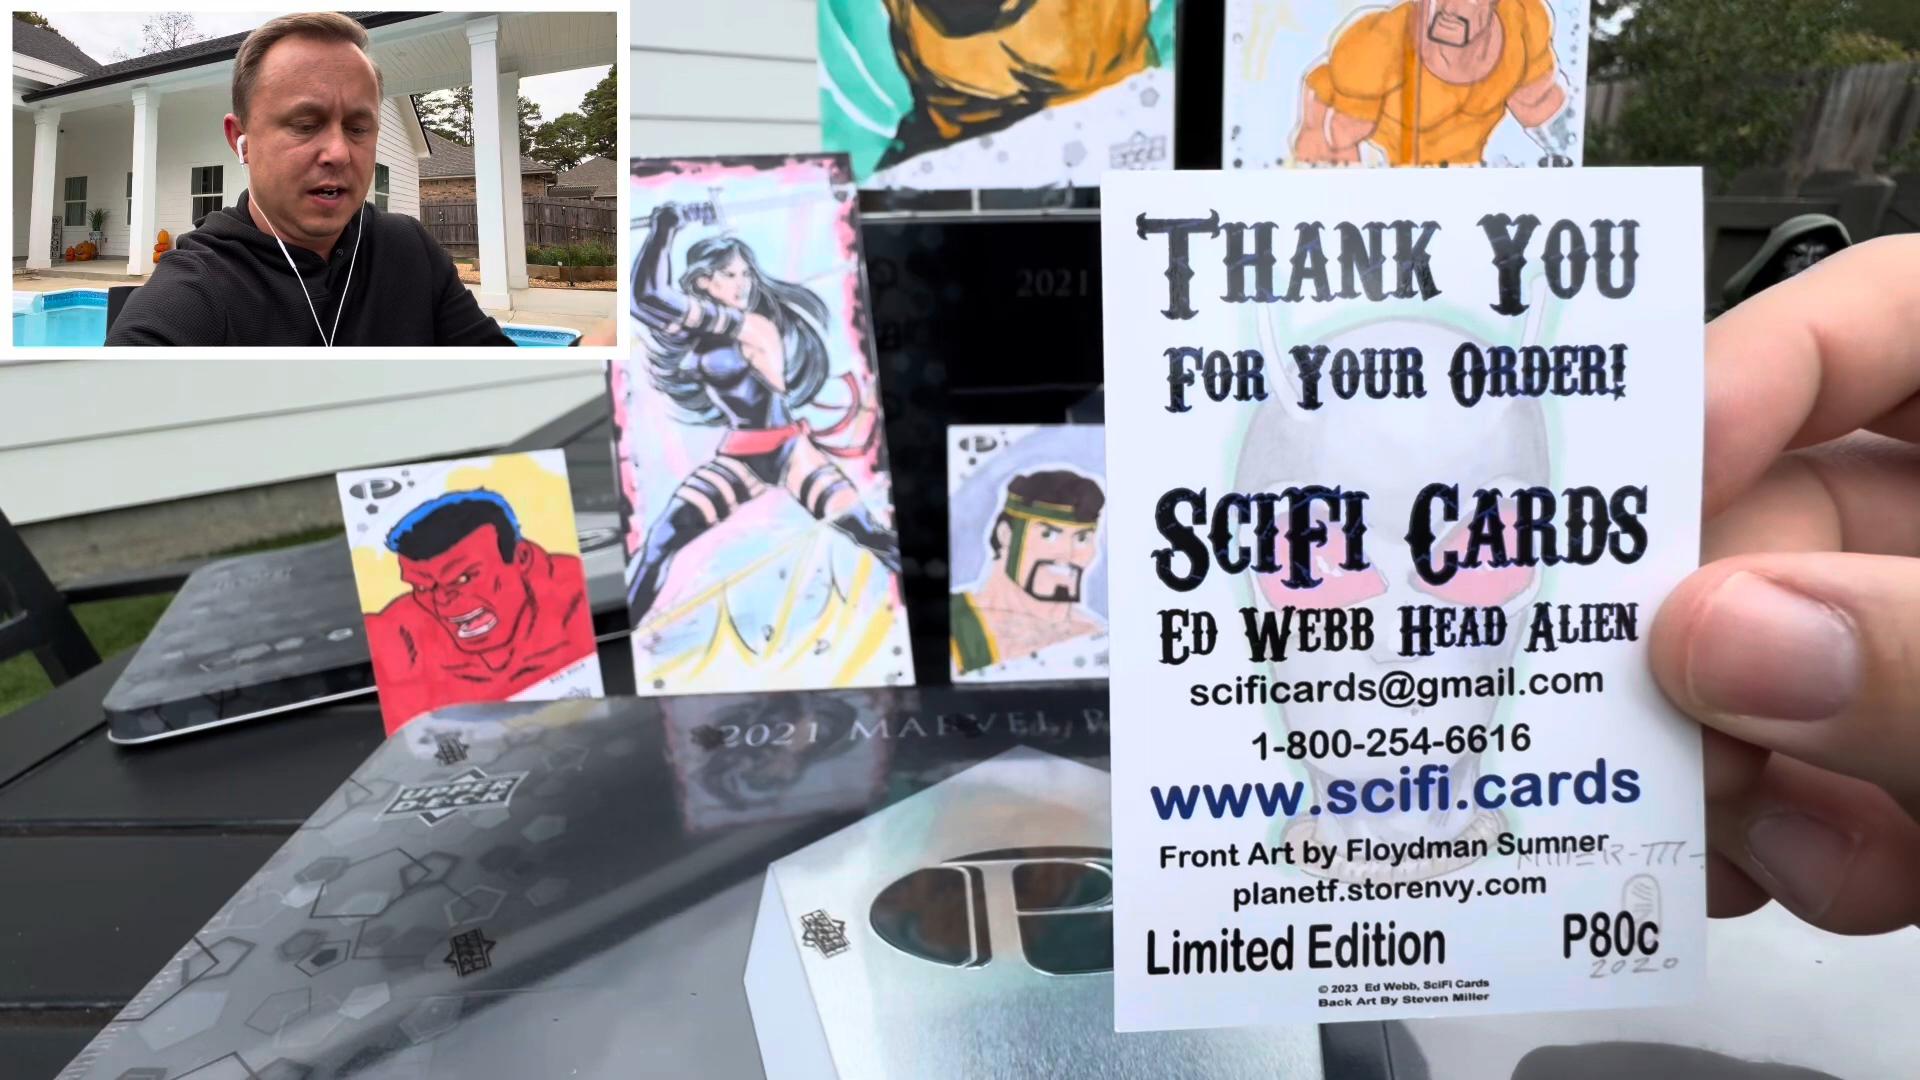 2021
THANK YOU
FOR YOUR ORDER!
SCIFI CARDS
ED WEBB HEAD ALIEN
scificards@gmail.com
1-800-254-6616
www.scifi.cards
Front Art by Floydman Sumner
planetf.storenvy.com
Limited Edition
P80c
2020
© 2023 Ed Webb, SciFi Cards
Back Art By Steven Miller
2021 MARVEL
UPPER
DECK
P